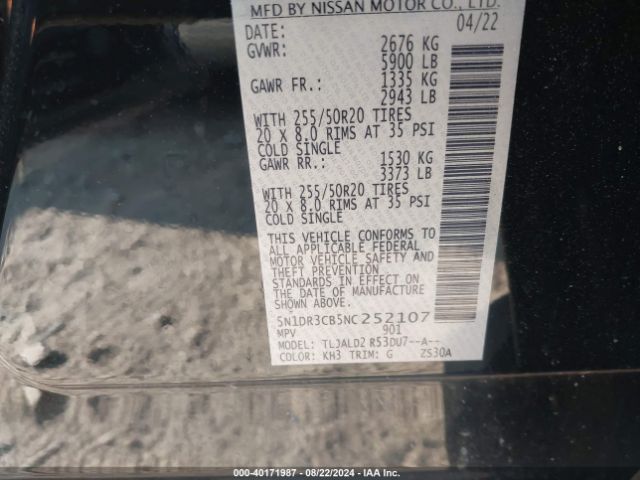 MFD BY NISSAN MOTOR CO., LTD.
DATE: 04/22
GVWR: 2676 KG
5900 LB
GAWR FR.: 1335 KG
2943 LB
WITH 255/50R20 TIRES
20 X 8.0 RIMS AT 35 PSI
COLD SINGLE
GAWR RR.: 1530 KG
3373 LB
WITH 255/50R20 TIRES
20 X 8.0 RIMS AT 35 PSI
COLD SINGLE
THIS VEHICLE CONFORMS TO
ALL APPLICABLE FEDERAL
MOTOR VEHICLE SAFETY AND
THEFT PREVENTION
STANDARDS IN EFFECT ON
THE DATE OF MANUFACTURE
SHOWN ABOVE.
5N1DR3CB5NC252107
MPV 901
MODEL: TLJALD2 R53DU7--A--
COLOR: KH3 TRIM: G ZS30A
000-40171987 - 08/22/2024 - IAA Inc.